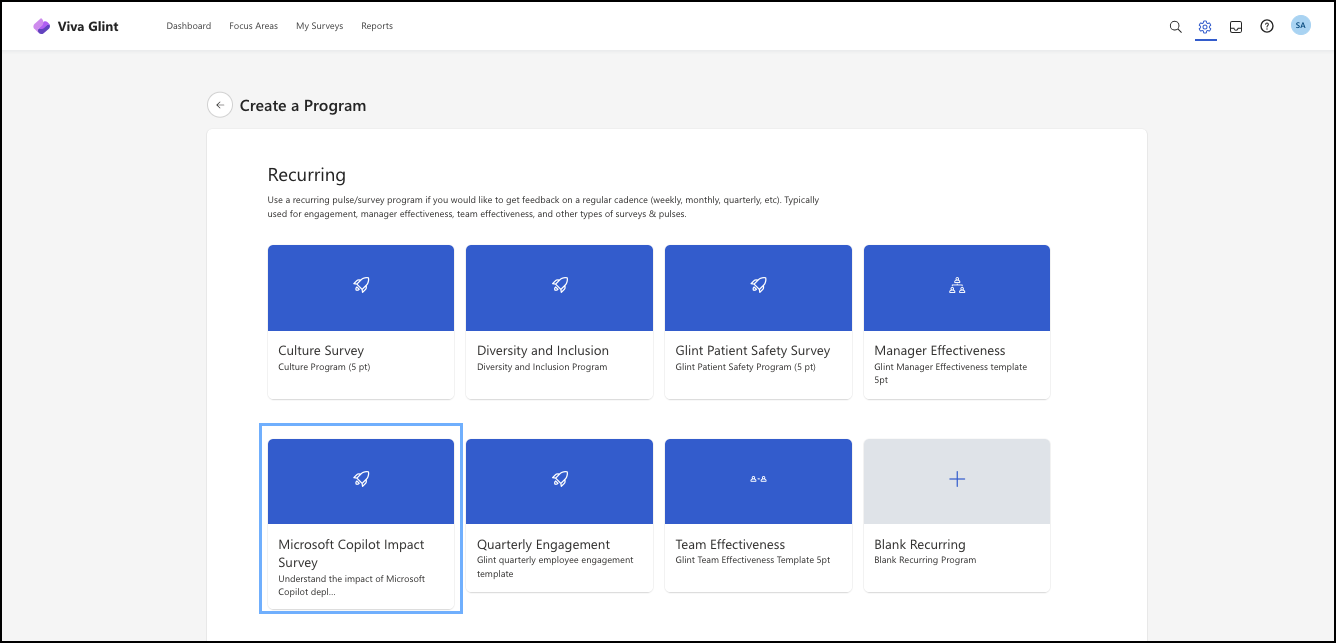 Viva Glint
Dashboard
Focus Areas
My Surveys
Reports
SA
Create a Program
Recurring
Use a recurring pulse/survey program if you would like to get feedback on a regular cadence (weekly, monthly, quarterly, etc). Typically
used for engagement, manager effectiveness, team effectiveness, and other types of surveys & pulses.
Culture Survey
Culture Program (5 pt)
Diversity and Inclusion
Diversity and Inclusion Program
Glint Patient Safety Survey
Glint Patient Safety Program (5 pt)
Manager Effectiveness
Glint Manager Effectiveness template
5pt
Microsoft Copilot Impact
Survey
Understand the impact of Microsoft
Copilot depl...
Quarterly Engagement
Glint quarterly employee engagement
template
Team Effectiveness
Glint Team Effectiveness Template 5pt
Blank Recurring
Blank Recurring Program